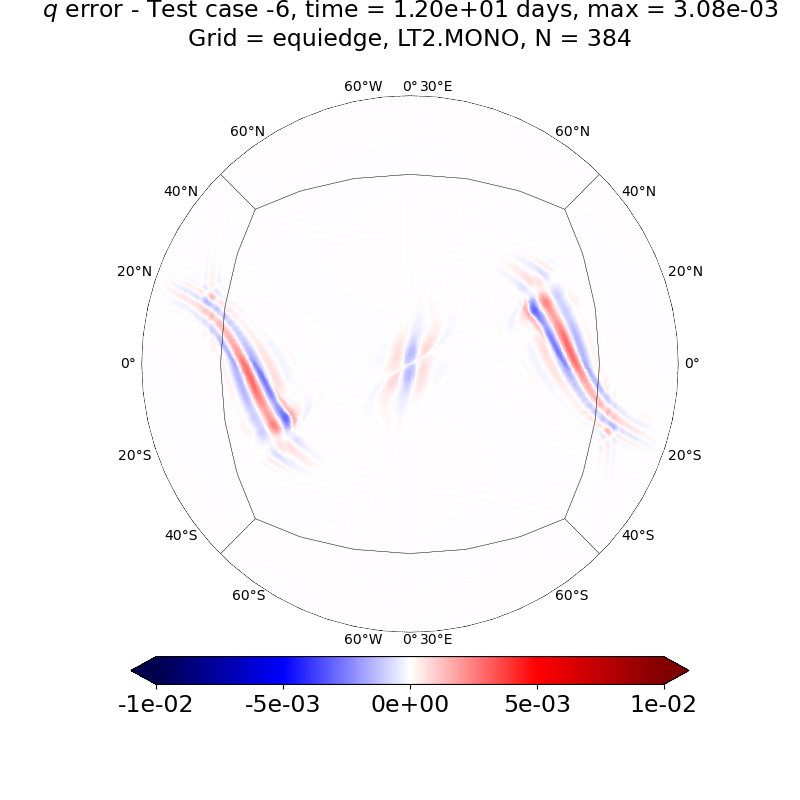 q error - Test case -6, time = 1.20e+01 days, max = 3.08e-03
Grid = equiedge, LT2.MONO, N = 384
60°W 0° 30°E
60°N 60°N
40°N 40°N
20°N 20°N
0° 0°
20°S 20°S
40°S 40°S
60°S 60°S
60°W 0° 30°E
-1e-02 -5e-03 0e+00 5e-03 1e-02